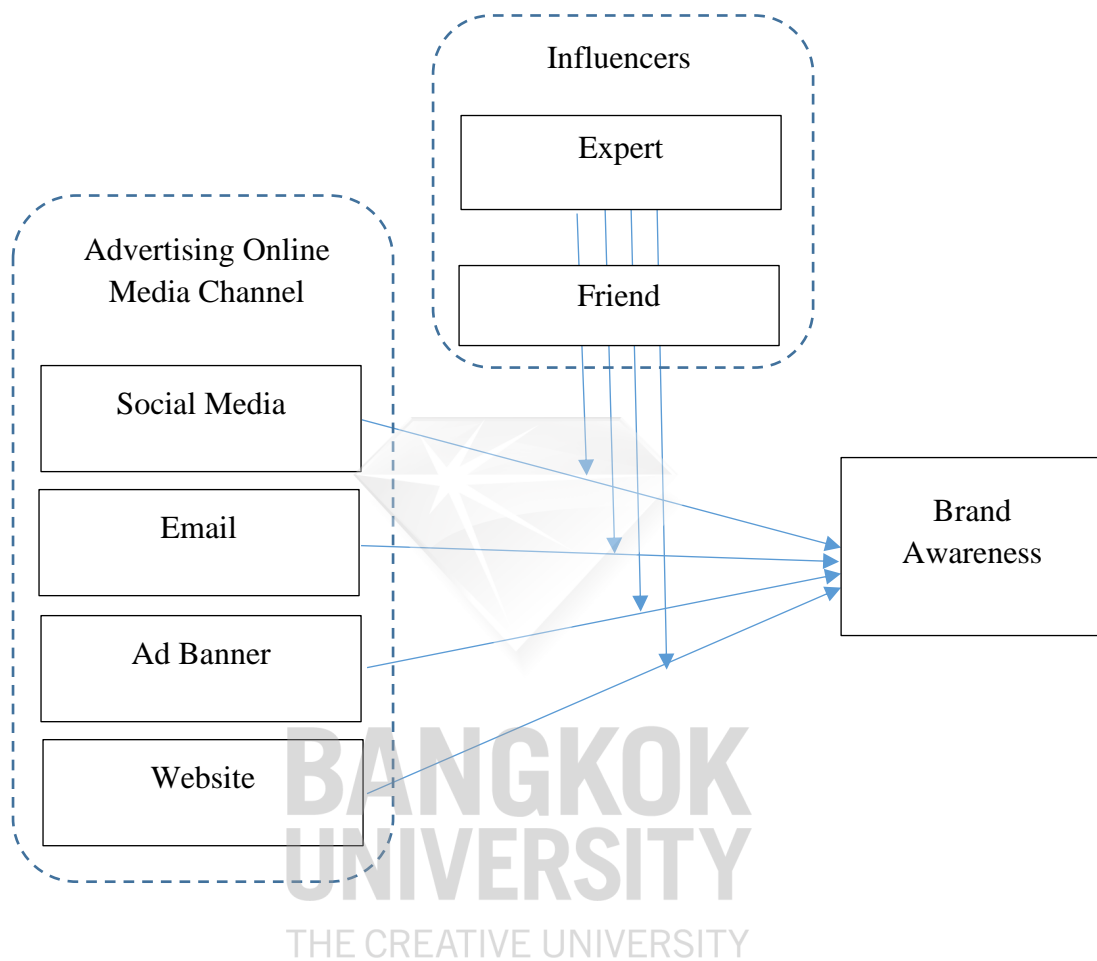 Influencers
Expert
Friend
Advertising Online
Media Channel
Social Media
Email
Ad Banner
Website
Brand
Awareness
BANGKOK
UNIVERSITY
THE CREATIVE UNIVERSITY